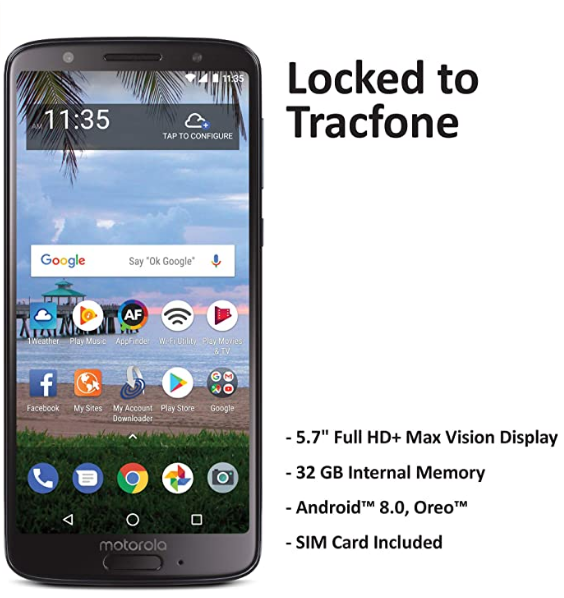 Locked to
Tracfone
11:35
11:35
TAP TO CONFIGURE
Google
Say "Ok Google"
AF
1Weather
Play Music
AppFinder
Wi-Fi Utility
Play Movies
& TV
Facebook
My Sites
My Account
Downloader
Play Store
Google
motorola
- 5.7" Full HD+ Max Vision Display
- 32 GB Internal Memory
- Android™ 8.0, Oreo™
- SIM Card Included